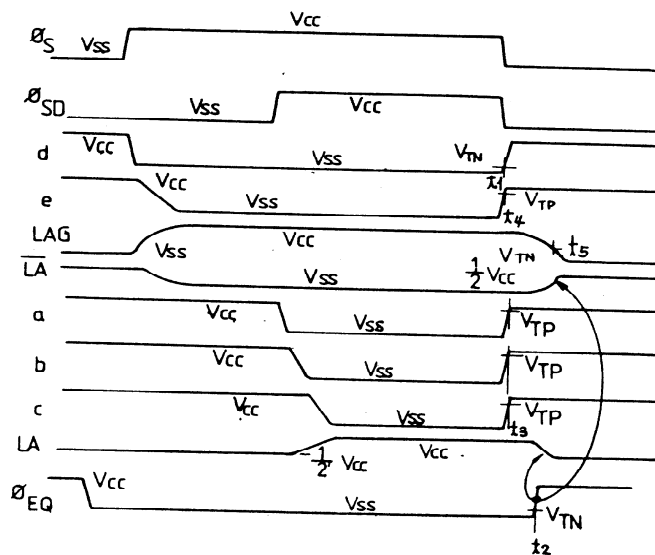 Vcc
ØS Vss
ØSD Vss Vcc
d Vcc Vss VTN t1
e Vcc Vss VTP t4
LAG Vss Vcc VTN t5
LA Vss 1/2 Vcc
a Vcc Vss VTP
b Vcc Vss VTP
c Vcc Vss VTP t3
LA 1/2 Vcc Vcc
ØEQ Vcc Vss VTN
t2